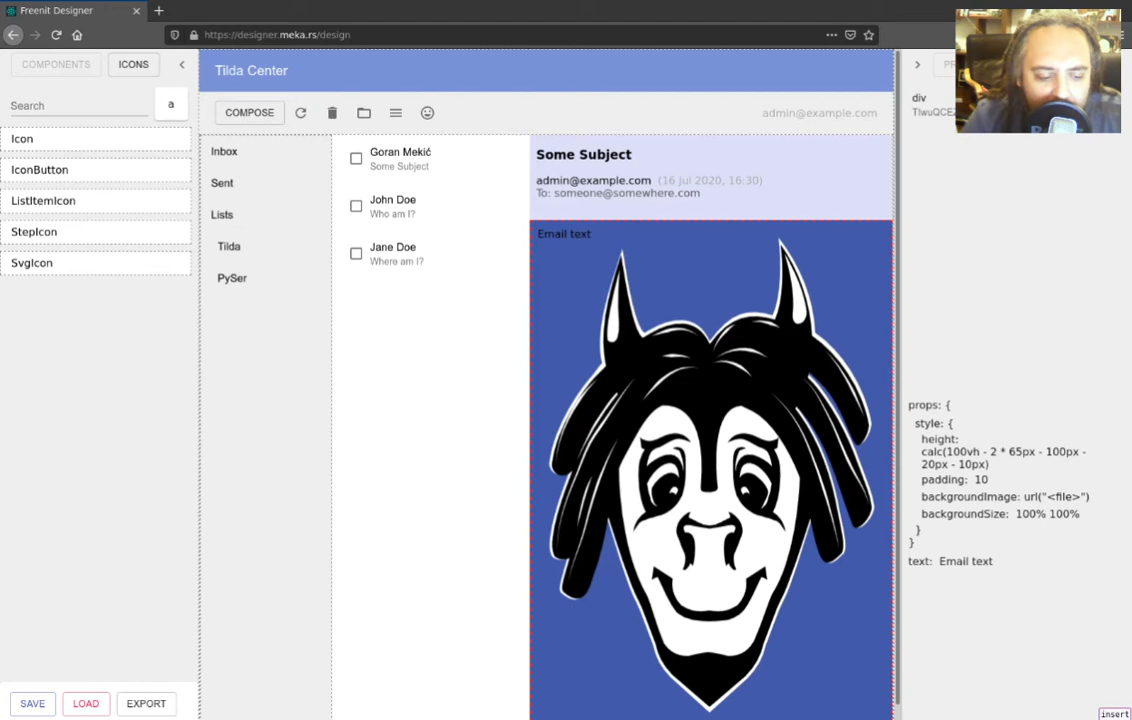 Freenit Designer
https://designer.meka.rs/design
COMPONENTS
ICONS
Search
a
Icon
IconButton
ListItemIcon
StepIcon
SvgIcon
SAVE
LOAD
EXPORT
Tilda Center
COMPOSE
admin@example.com
Inbox
Sent
Lists
Tilda
PySer
Goran Mekić
Some Subject
John Doe
Who am I?
Jane Doe
Where am I?
Some Subject
admin@example.com (16 jul 2020, 16:30)
To: someone@somewhere.com
Email text
div
props: {
style: {
height:
calc(100vh - 2 * 65px - 100px -
20px - 10px)
padding: 10
backgroundImage: url("<file>")
backgroundSize: 100% 100%
}
}
text: Email text
insert